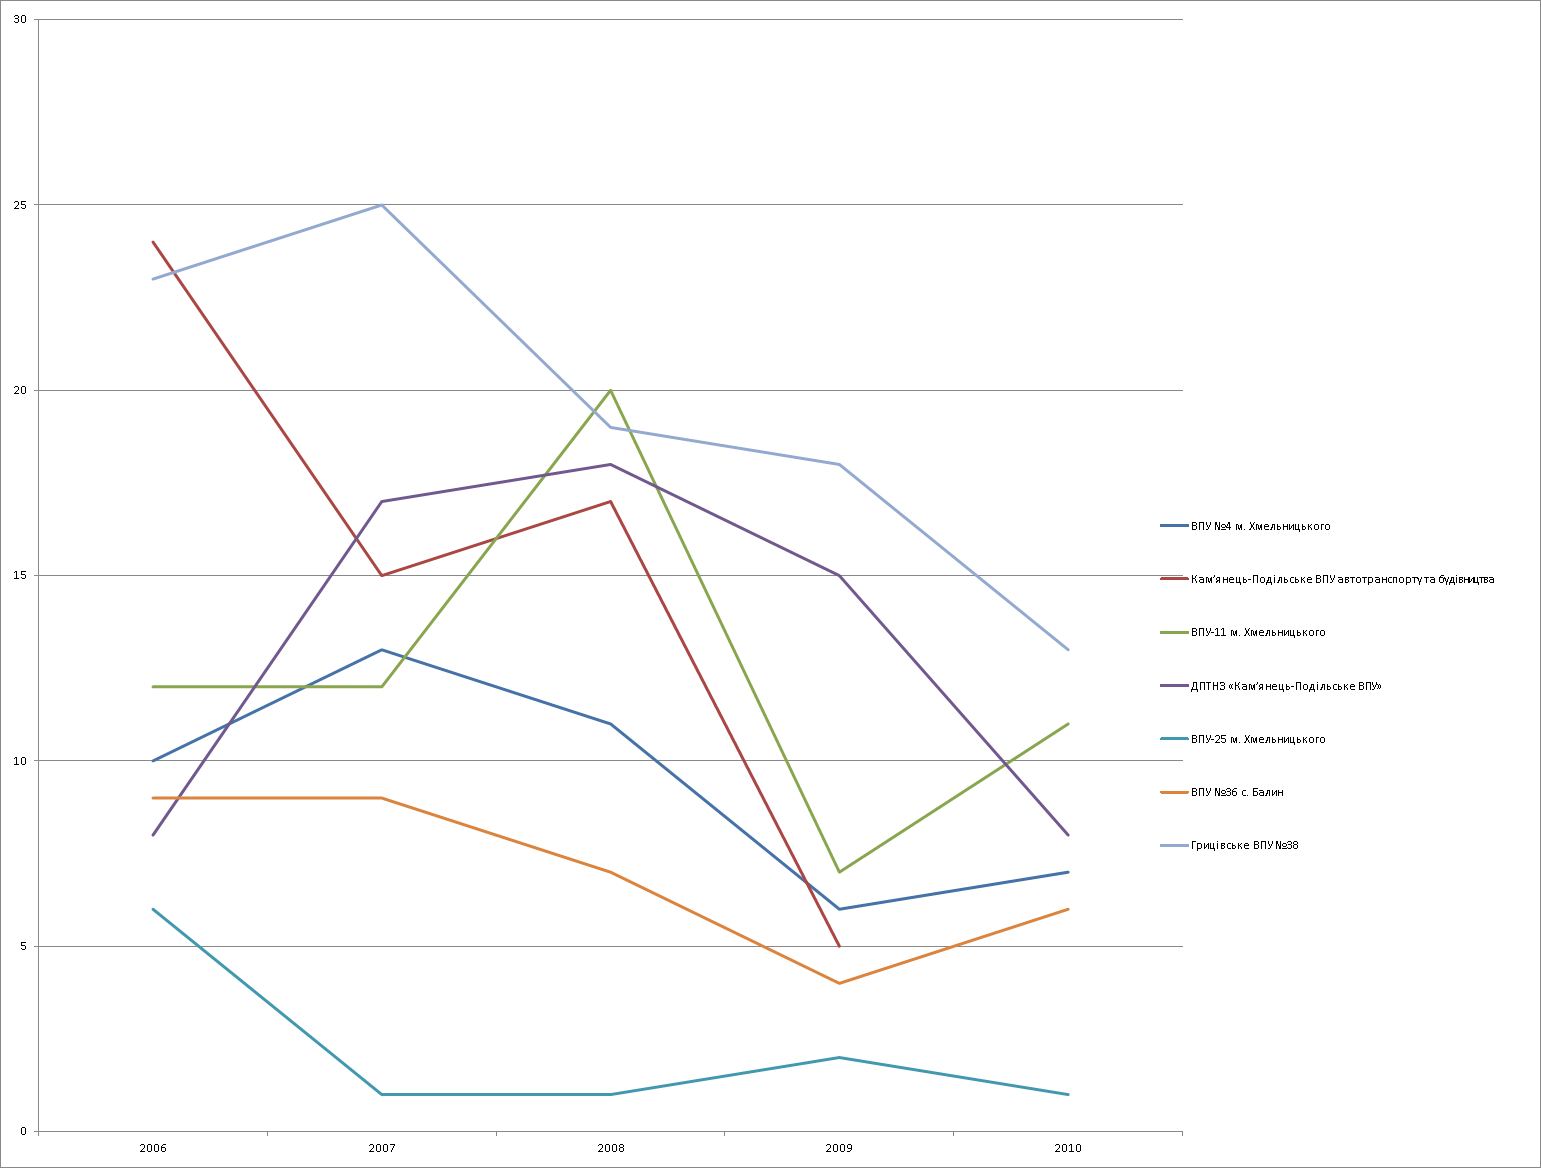 30
25
20
15
10
5
0
2006 2007 2008 2009 2010
ВПУ №4 м. Хмельницького
Кам'янець-Подільське ВПУ автотранспорту та будівництва
ВПУ-11 м. Хмельницького
ДПТНЗ «Кам'янець-Подільське ВПУ»
ВПУ-25 м. Хмельницького
ВПУ №36 с. Балин
Грицівське ВПУ №38